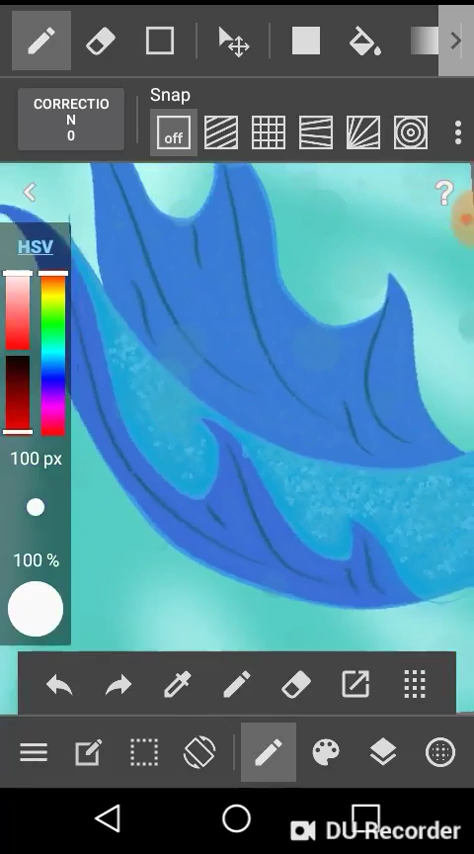 CORRECTIO
N
0
Snap
off
?
HSV
100 px
100 %
DU Recorder